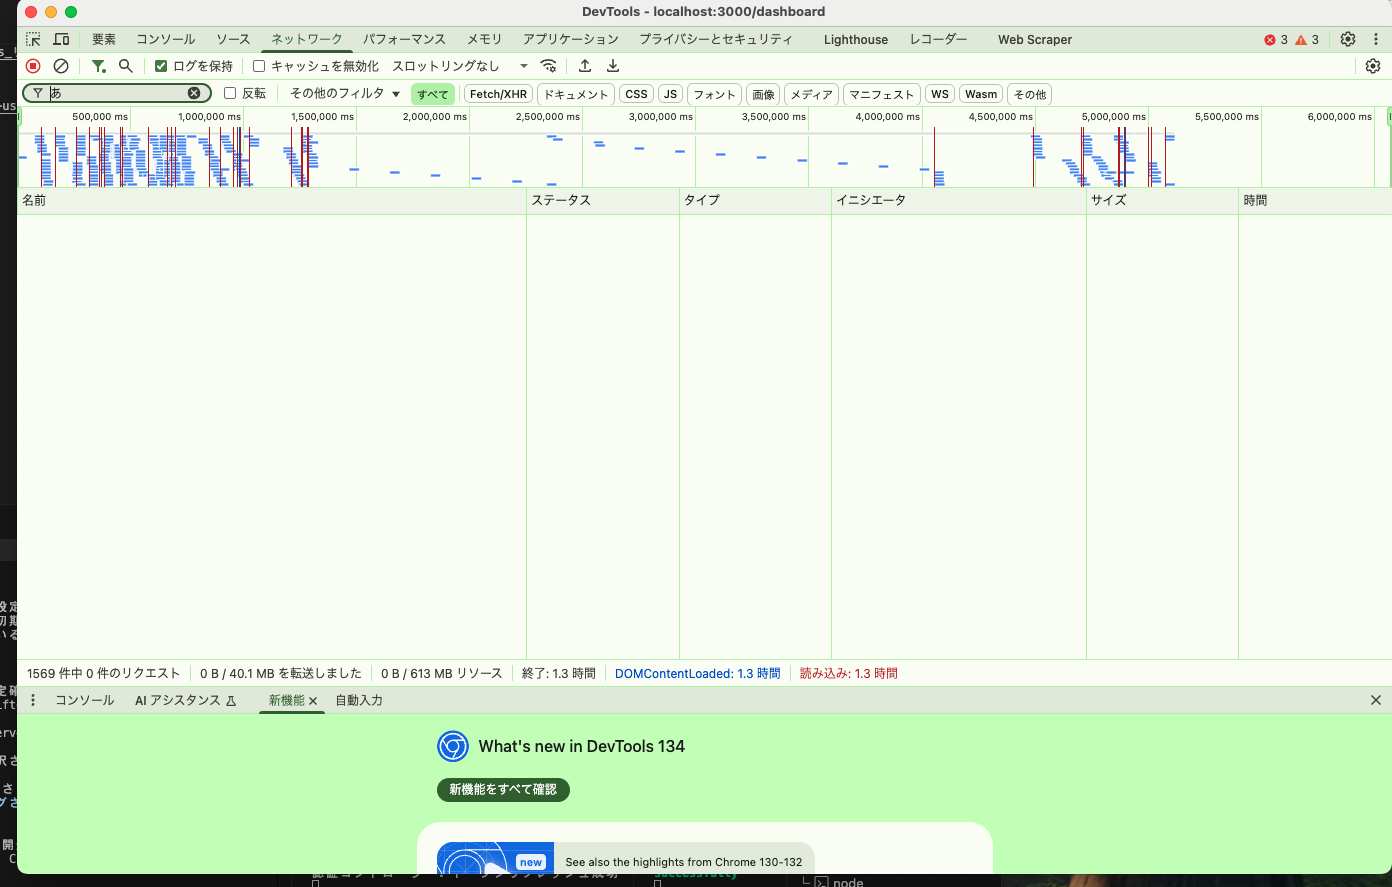 DevTools - localhost:3000/dashboard
要素 コンソール ソース ネットワーク パフォーマンス メモリ アプリケーション プライバシーとセキュリティ Lighthouse レコーダー Web Scraper 3 3
ログを保持 キャッシュを無効化 スロットリングなし
あ 反転 その他のフィルタ すべて Fetch/XHR ドキュメント CSS JS フォント 画像 メディア マニフェスト WS Wasm その他
500,000 ms 1,000,000 ms 1,500,000 ms 2,000,000 ms 2,500,000 ms 3,000,000 ms 3,500,000 ms 4,000,000 ms 4,500,000 ms 5,000,000 ms 5,500,000 ms 6,000,000 ms
名前 ステータス タイプ イニシエータ サイズ 時間
1569 件中 0 件のリクエスト 0 B / 40.1 MB を転送しました 0 B / 613 MB リソース 終了: 1.3 時間 DOMContentLoaded: 1.3 時間 読み込み: 1.3 時間
コンソール AI アシスタンス 新機能 自動入力
What's new in DevTools 134
新機能をすべて確認
new See also the highlights from Chrome 130-132
successfully
node